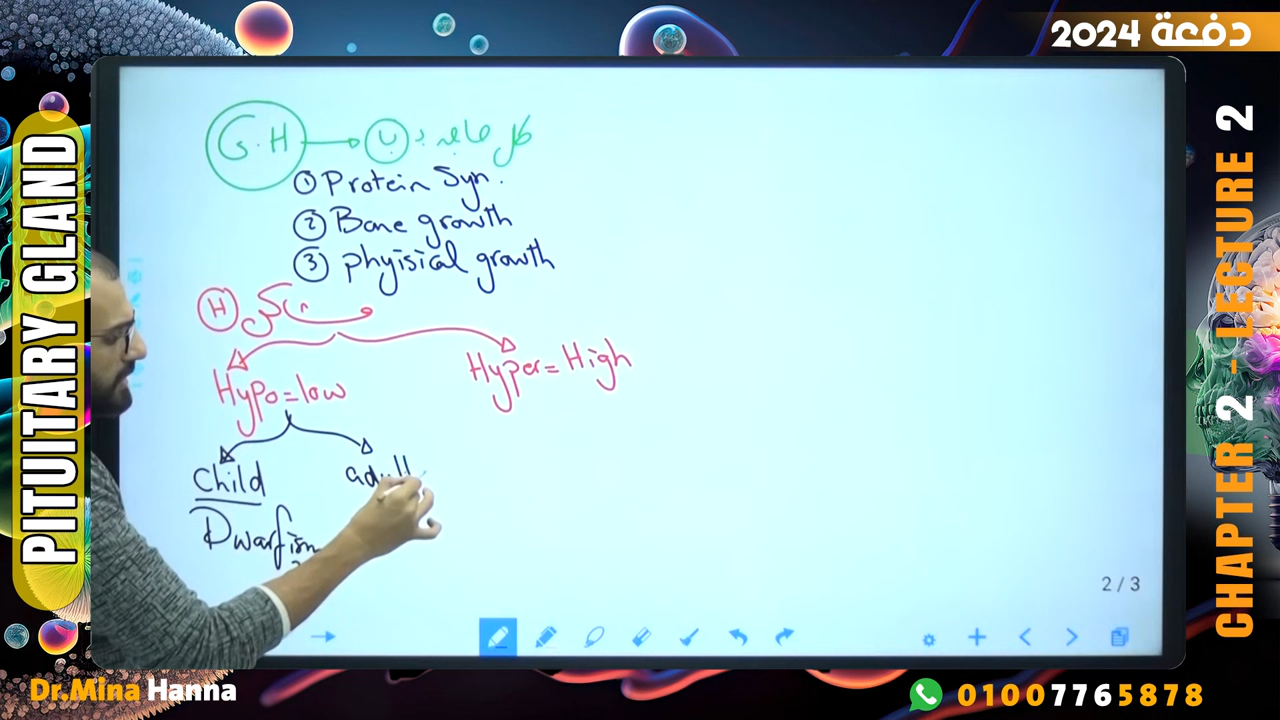 دفعة 2024
PITUITARY GLAND
CHAPTER 2 - LECTURE 2
G.H ب
① Protein Syn.
② Bone growth
③ phyisical growth
H
Hypo = low
Hyper = High
child
adult
Dwarfism
2 / 3
Dr.Mina Hanna
01007765878